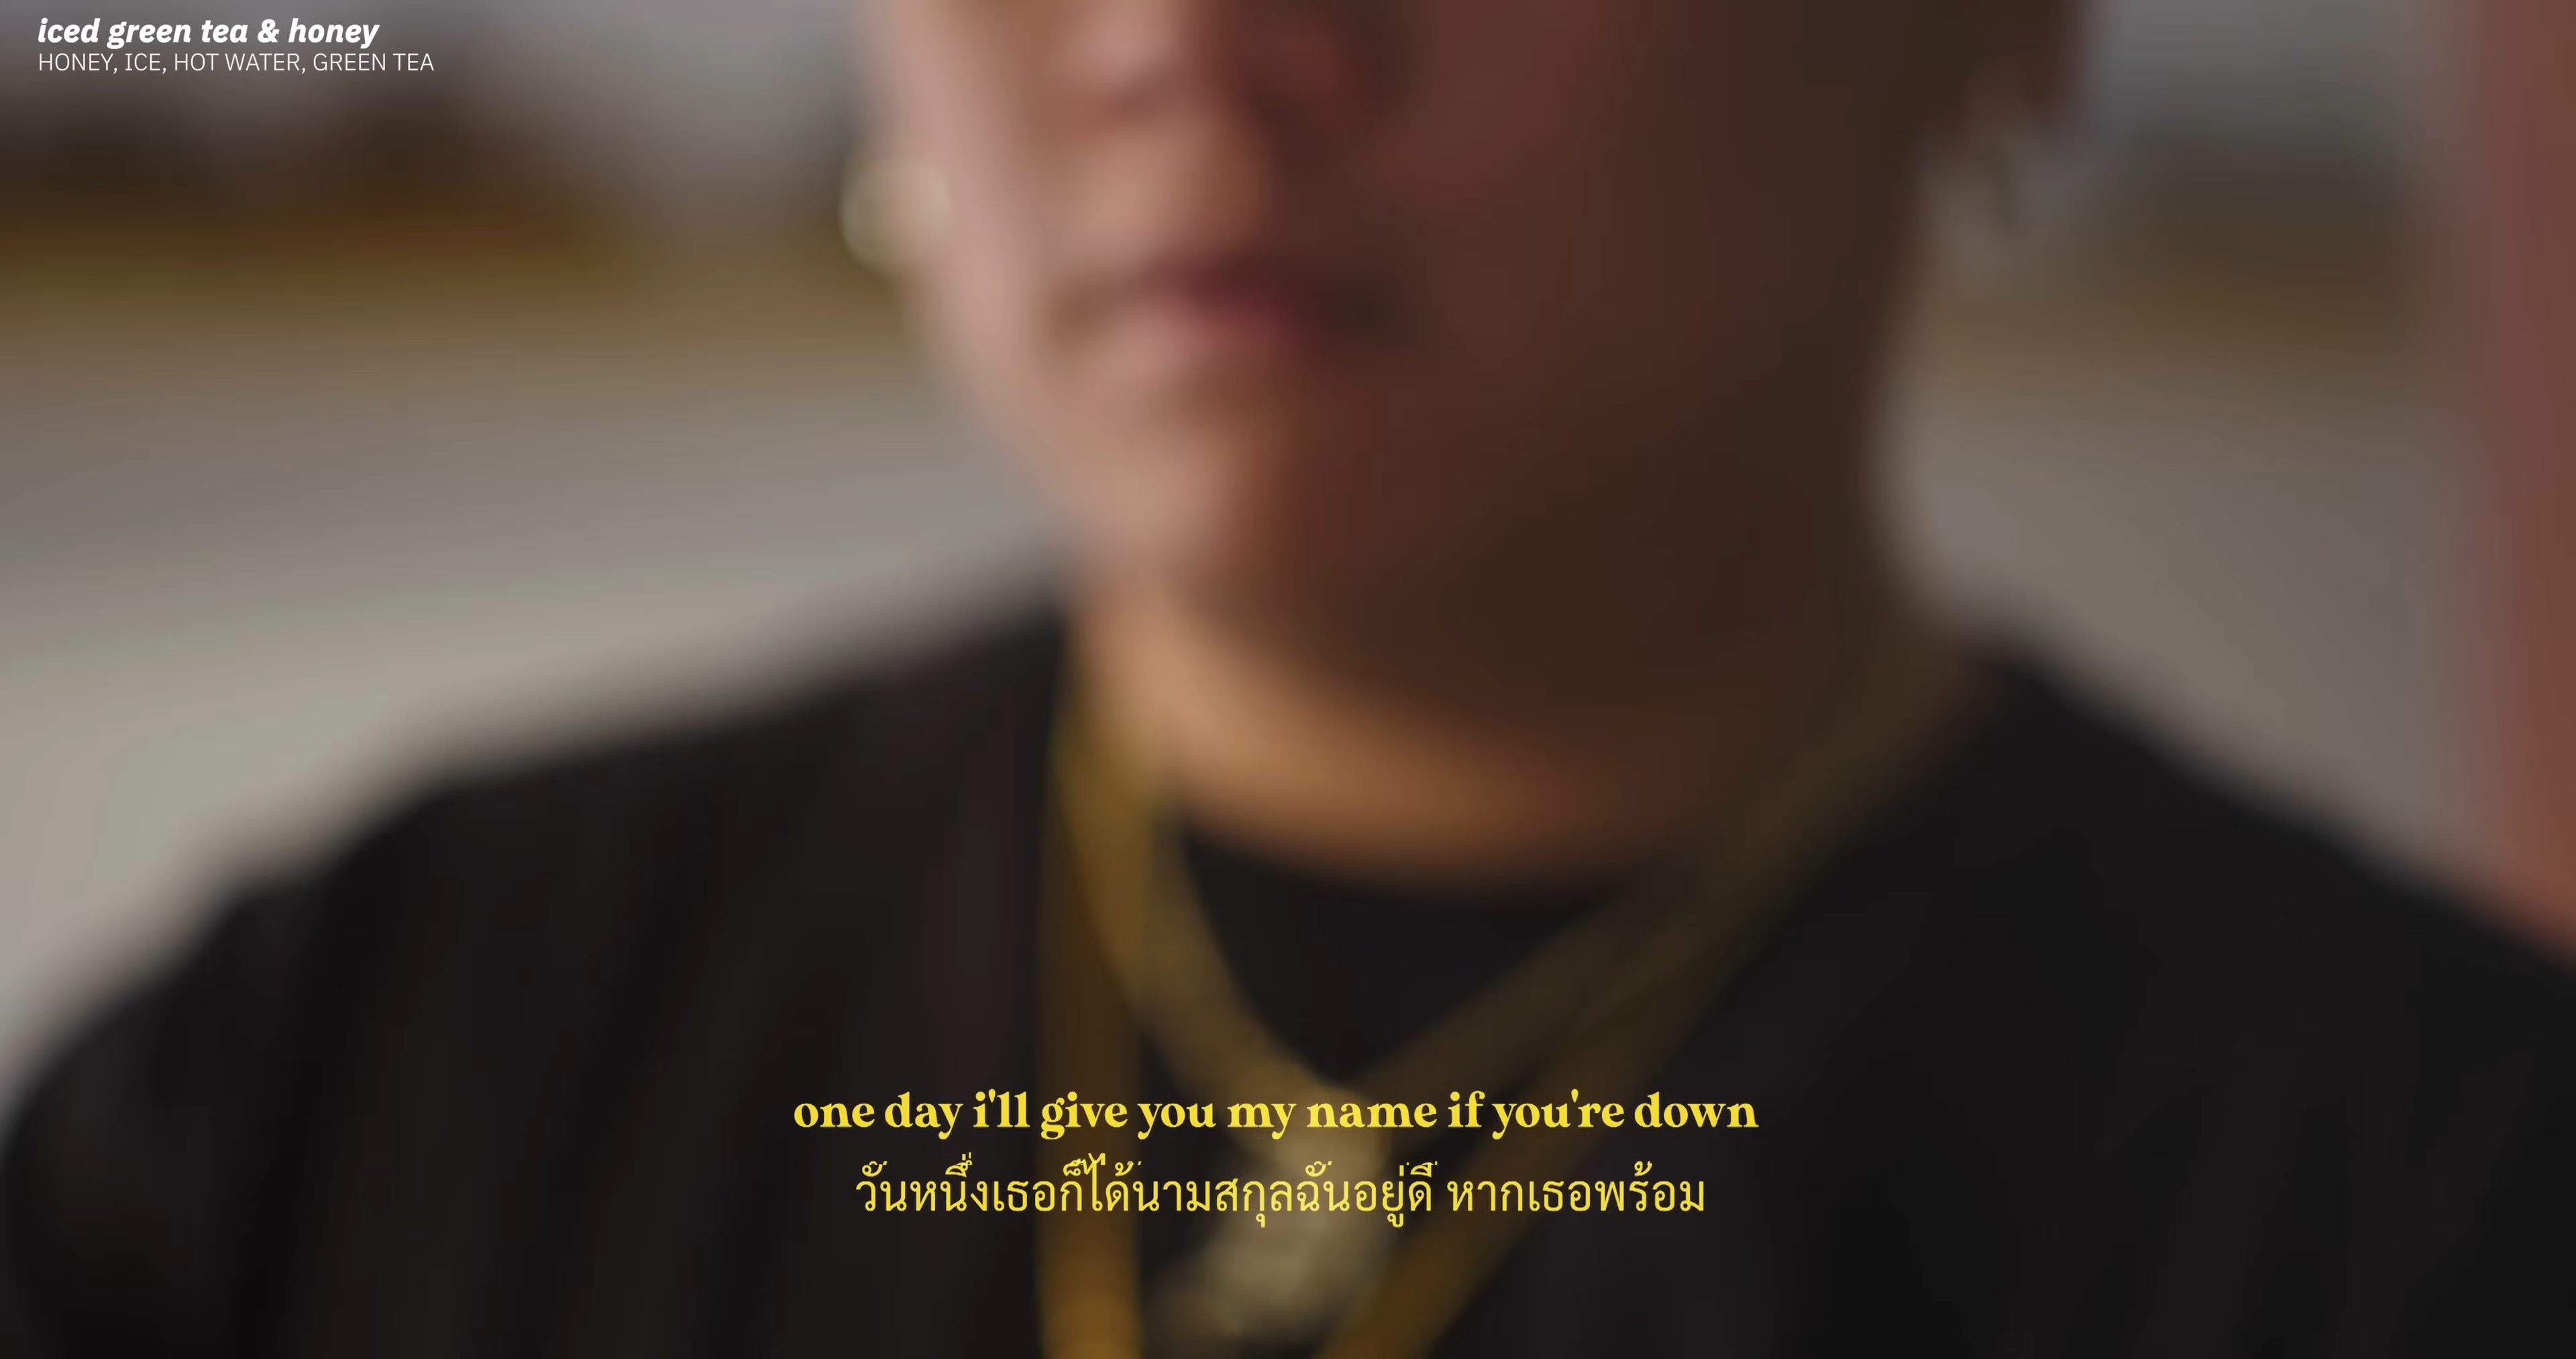 iced green tea & honey
HONEY, ICE, HOT WATER, GREEN TEA
one day i'll give you my name if you're down
วันหนึ่งเธอก็ได้นามสกุลฉันอยู่ดี หากเธอพร้อม